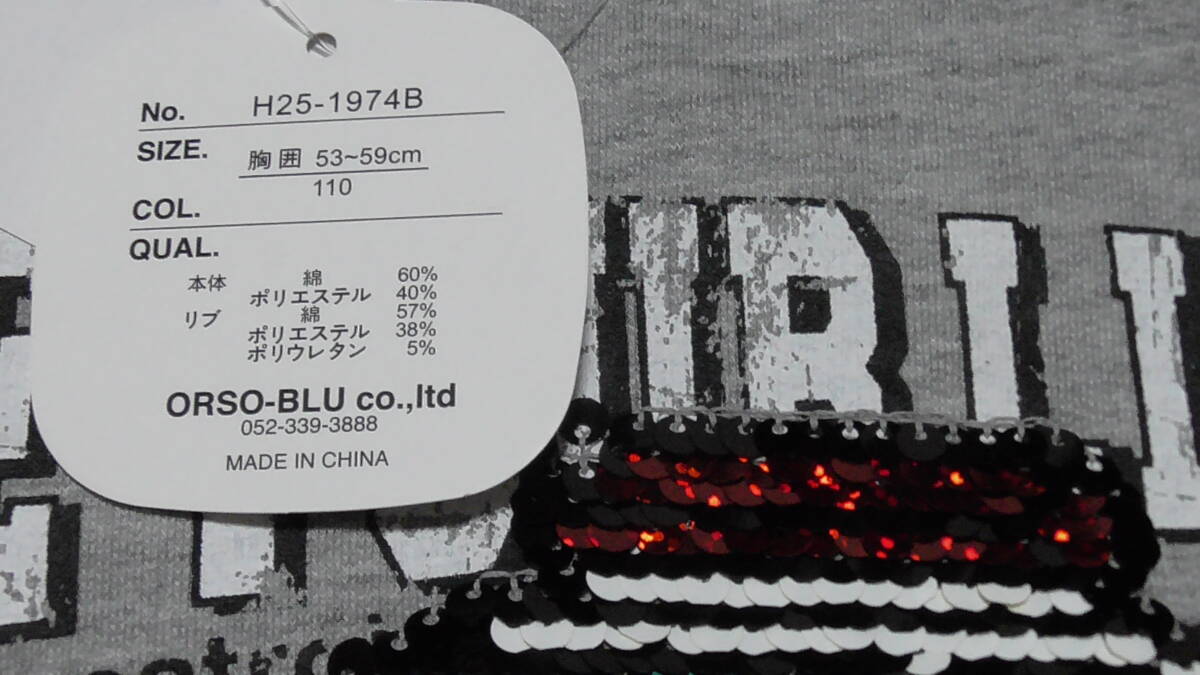 No. H25-1974B
SIZE. 胸囲 53~59cm
110
COL.
QUAL.
本体 綿 60%
ポリエステル 40%
リブ 綿 57%
ポリエステル 38%
ポリウレタン 5%
ORSO-BLU co.,ltd
052-339-3888
MADE IN CHINA